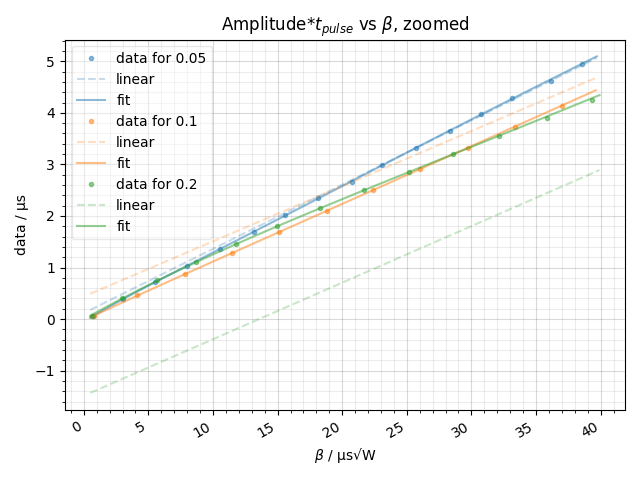 Amplitude*t_pulse vs β, zoomed
data for 0.05
linear
fit
data for 0.1
linear
fit
data for 0.2
linear
fit
data / μs
5
4
3
2
1
0
−1
0
5
10
15
20
25
30
35
40
β / μs√W